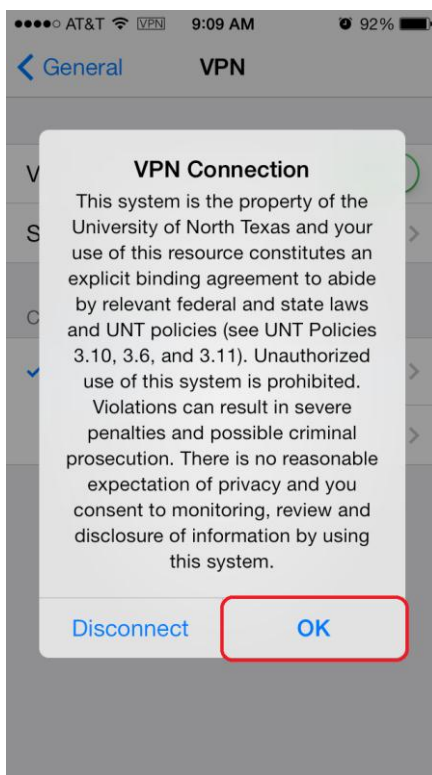 AT&T VPN 9:09 AM 92%
General VPN
VPN Connection
V
This system is the property of the
University of North Texas and your
S
use of this resource constitutes an
explicit binding agreement to abide
C
by relevant federal and state laws
and UNT policies (see UNT Policies
3.10, 3.6, and 3.11). Unauthorized
use of this system is prohibited.
Violations can result in severe
penalties and possible criminal
prosecution. There is no reasonable
expectation of privacy and you
consent to monitoring, review and
disclosure of information by using
this system.
Disconnect OK